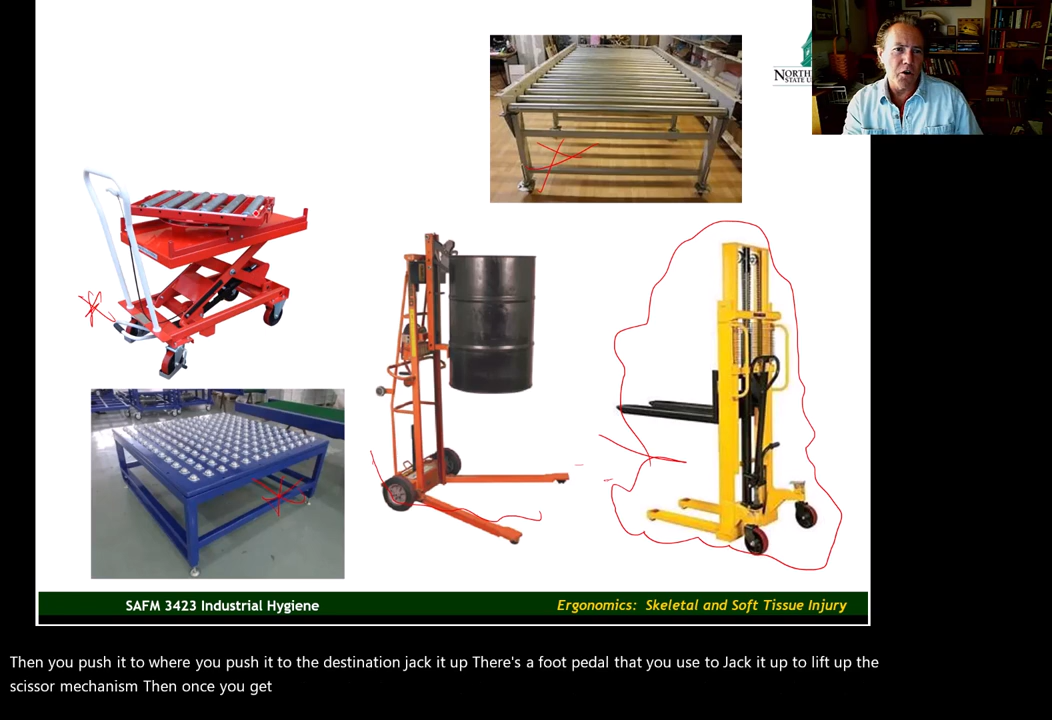 NORTH
STATE U
SAFM 3423 Industrial Hygiene
Ergonomics: Skeletal and Soft Tissue Injury
Then you push it to where you push it to the destination jack it up There's a foot pedal that you use to Jack it up to lift up the
scissor mechanism Then once you get